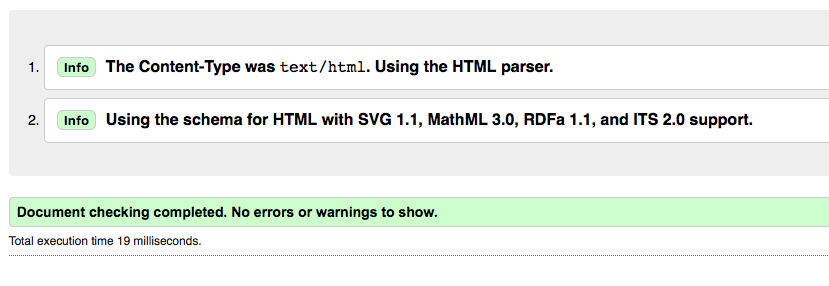 1. Info The Content-Type was text/html. Using the HTML parser.
2. Info Using the schema for HTML with SVG 1.1, MathML 3.0, RDFa 1.1, and ITS 2.0 support.
Document checking completed. No errors or warnings to show.
Total execution time 19 milliseconds.